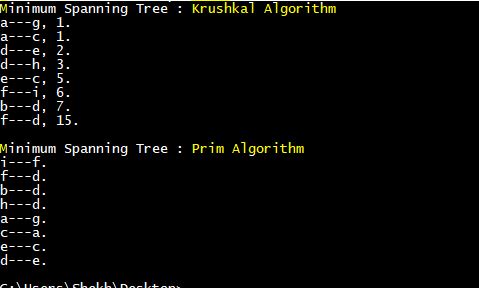 Minimum Spanning Tree : Krushkal Algorithm
a---g, 1.
a---c, 1.
d---e, 2.
d---h, 3.
e---c, 5.
f---i, 6.
b---d, 7.
f---d, 15.
Minimum Spanning Tree : Prim Algorithm
i---f.
f---d.
b---d.
h---d.
a---g.
c---a.
e---c.
d---e.
C:\Users\Shekh\Desktop>